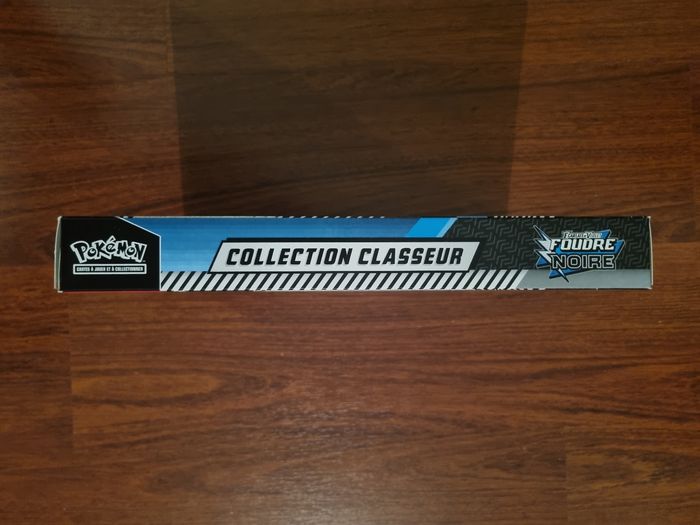 Pokémon
CARTES À JOUER ET À COLLECTIONNER
COLLECTION CLASSEUR
FOUDRE
NOIRE